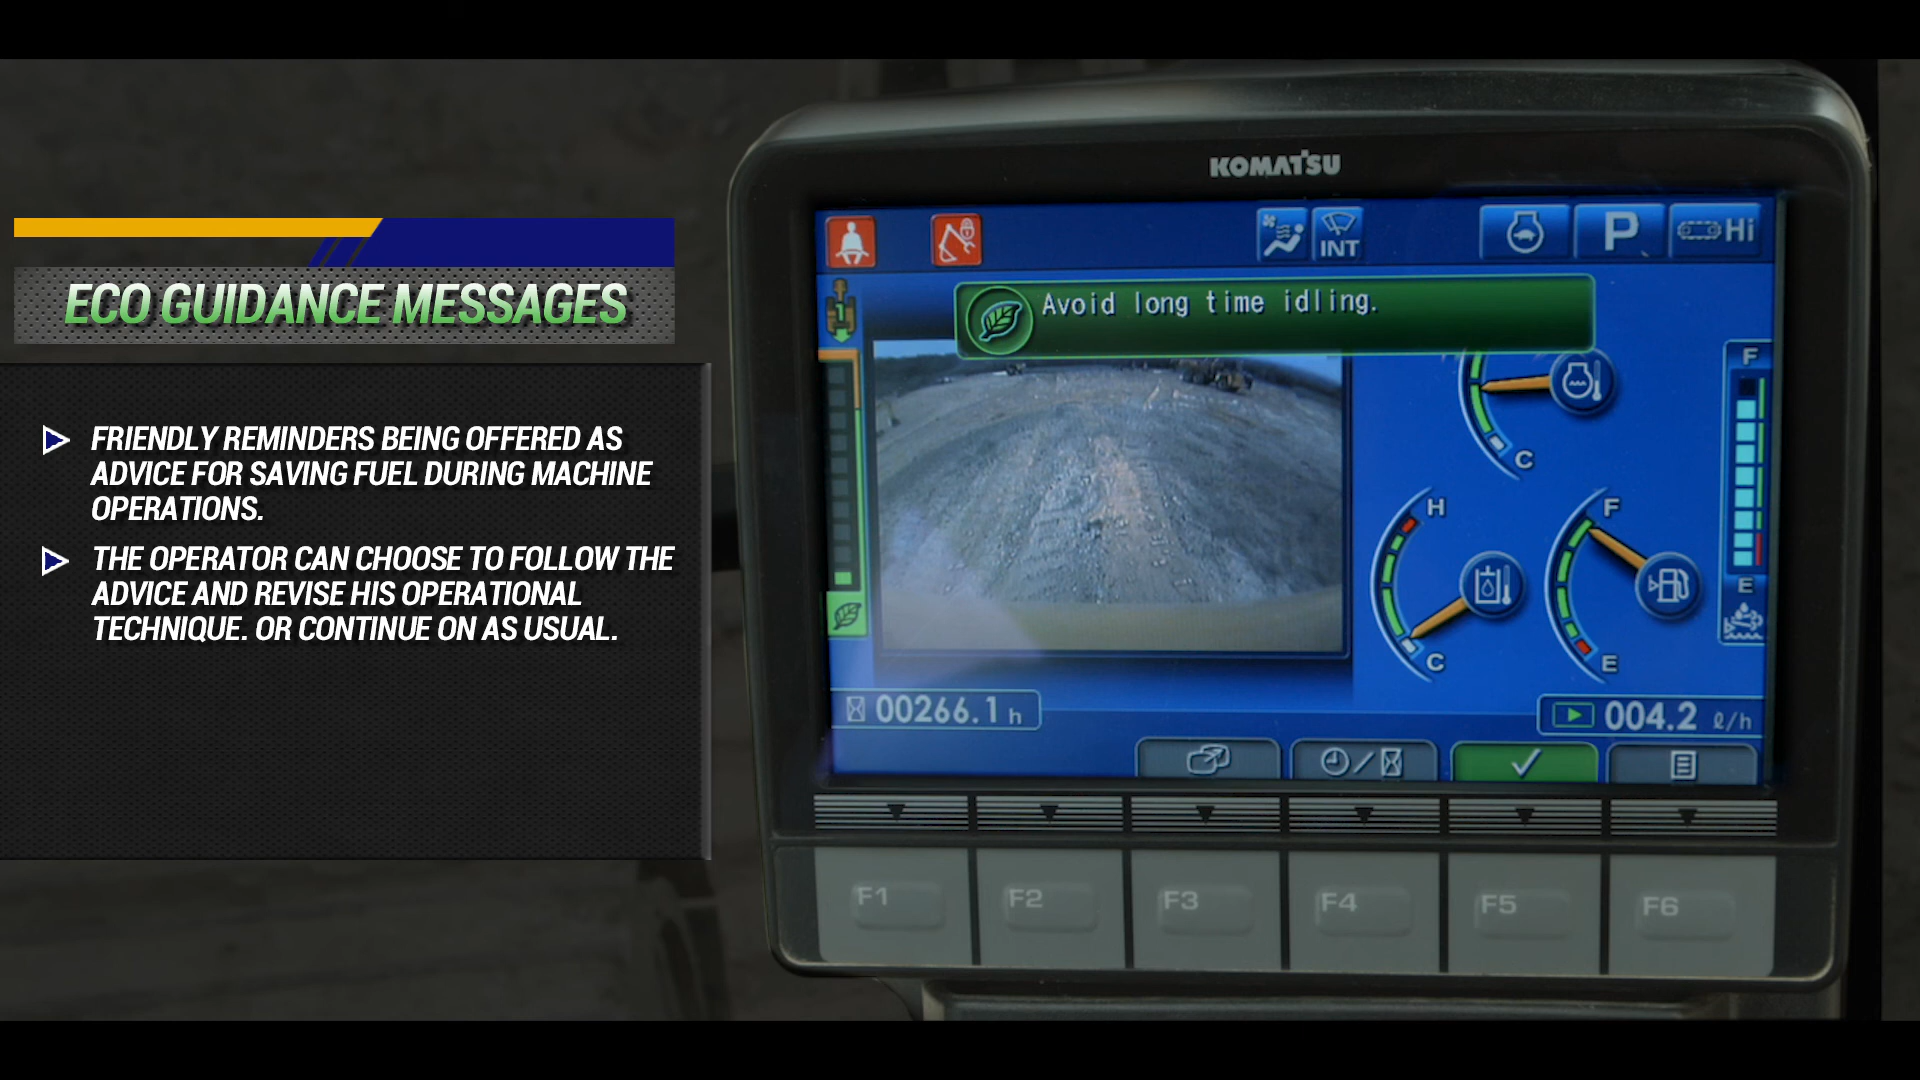 ECO GUIDANCE MESSAGES
FRIENDLY REMINDERS BEING OFFERED AS
ADVICE FOR SAVING FUEL DURING MACHINE
OPERATIONS.
THE OPERATOR CAN CHOOSE TO FOLLOW THE
ADVICE AND REVISE HIS OPERATIONAL
TECHNIQUE. OR CONTINUE ON AS USUAL.
KOMATSU
INT
P
Hi
1
Avoid long time idling.
F
C
H
F
E
C
E
00266.1 h
004.2 ℓ/h
F1
F2
F3
F4
F5
F6